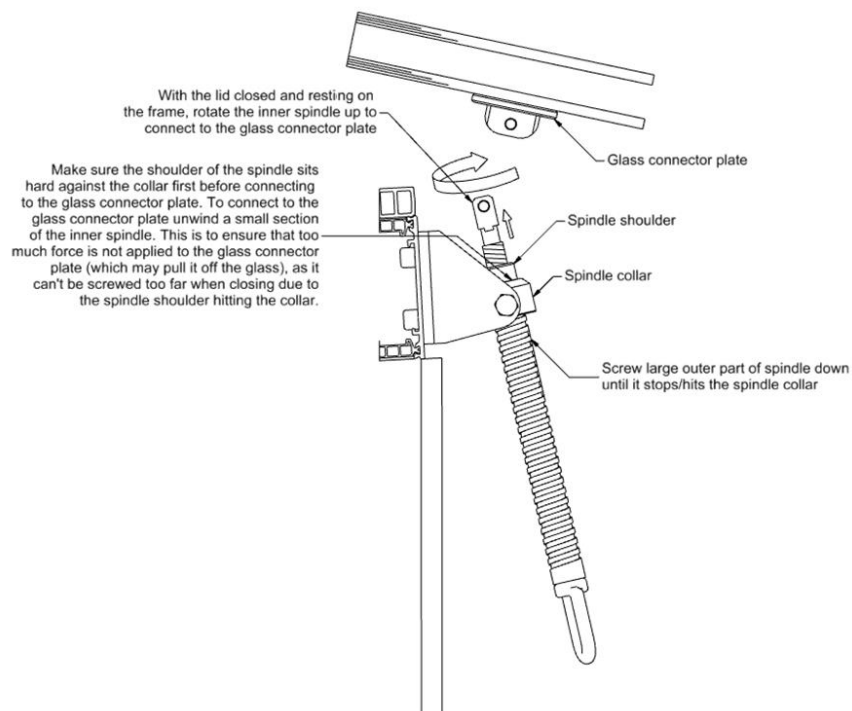 With the lid closed and resting on
the frame, rotate the inner spindle up to
connect to the glass connector plate
Glass connector plate
Make sure the shoulder of the spindle sits
hard against the collar first before connecting
to the glass connector plate. To connect to the
glass connector plate unwind a small section
of the inner spindle. This is to ensure that too
much force is not applied to the glass connector
plate (which may pull it off the glass), as it
can't be screwed too far when closing due to
the spindle shoulder hitting the collar.
Spindle shoulder
Spindle collar
Screw large outer part of spindle down
until it stops/hits the spindle collar